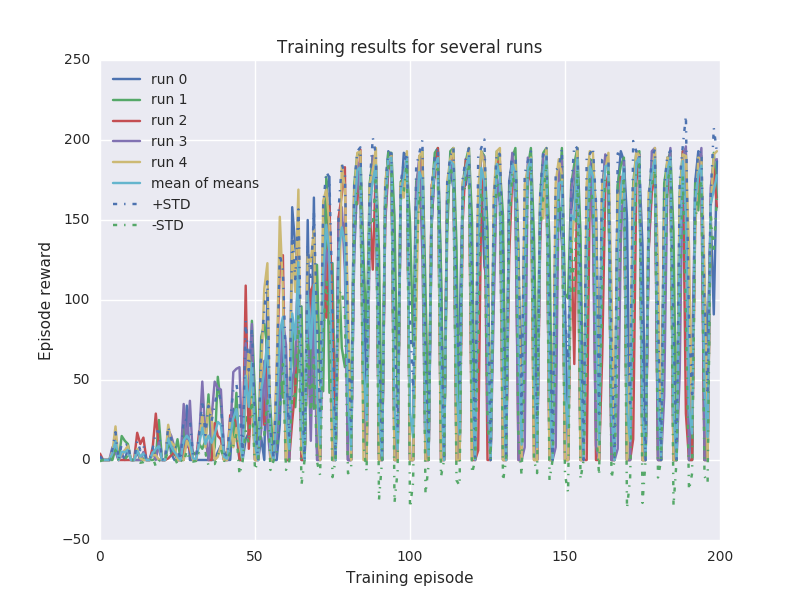 Training results for several runs
250
200
150
100
50
0
−50
run 0
run 1
run 2
run 3
run 4
mean of means
+STD
-STD
Episode reward
0
50
100
150
200
Training episode